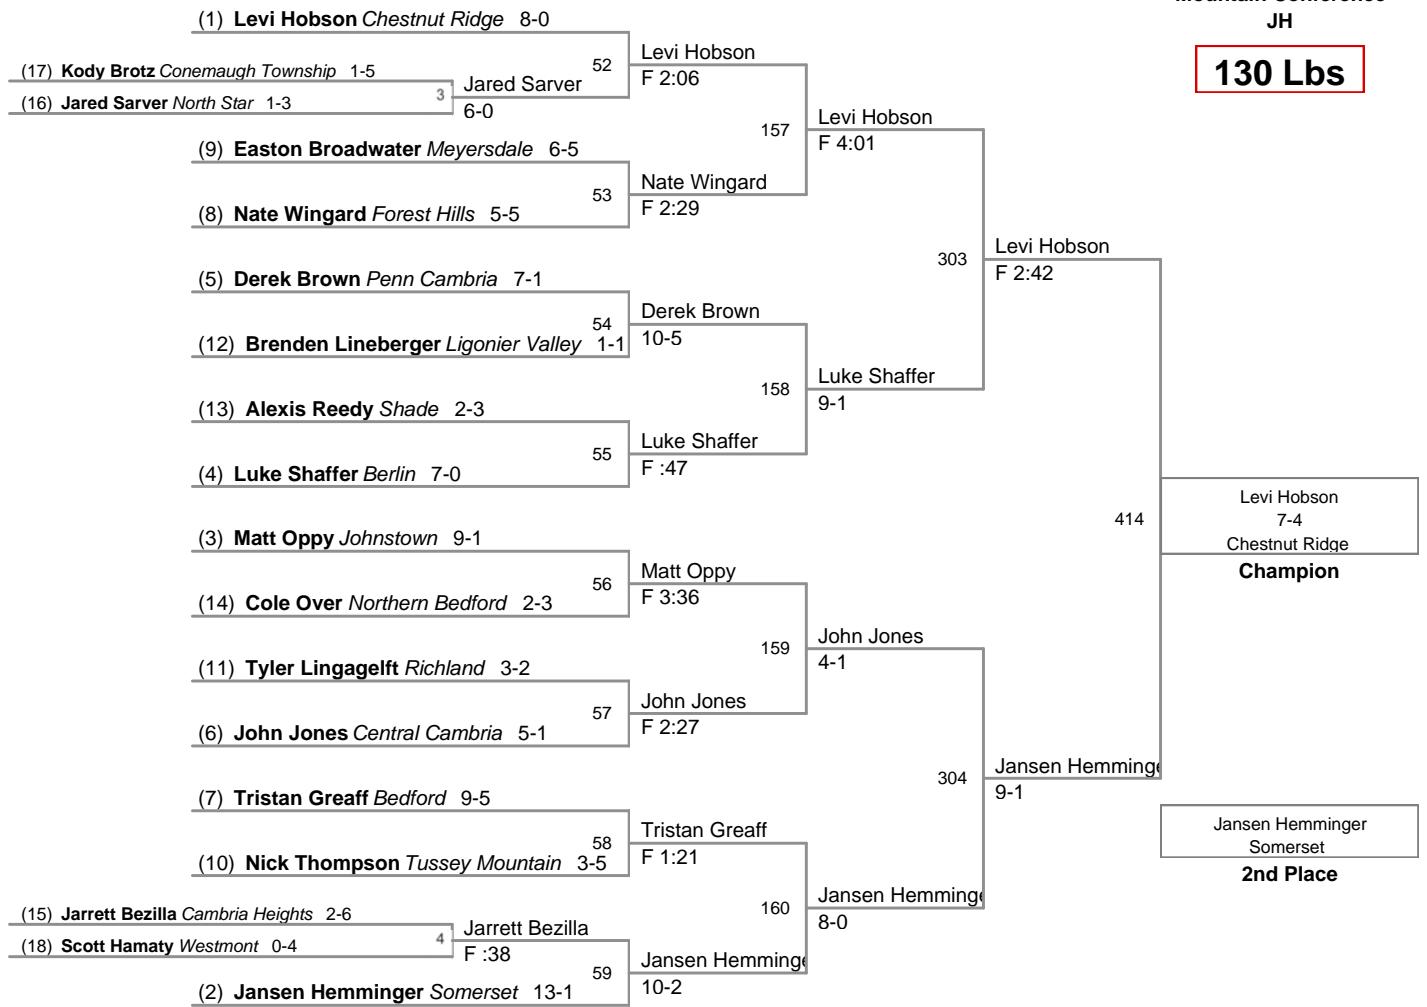 Mountain Conference
JH
130 Lbs
(1) Levi Hobson Chestnut Ridge 8-0
Levi Hobson
52
F 2:06
(17) Kody Brotz Conemaugh Township 1-5
3
Jared Sarver
(16) Jared Sarver North Star 1-3
6-0
Levi Hobson
157
F 4:01
(9) Easton Broadwater Meyersdale 6-5
Nate Wingard
53
F 2:29
(8) Nate Wingard Forest Hills 5-5
Levi Hobson
303
F 2:42
(5) Derek Brown Penn Cambria 7-1
Derek Brown
54
10-5
(12) Brenden Lineberger Ligonier Valley 1-1
Luke Shaffer
158
9-1
(13) Alexis Reedy Shade 2-3
Luke Shaffer
55
F :47
(4) Luke Shaffer Berlin 7-0
414
Levi Hobson
7-4
Chestnut Ridge
Champion
(3) Matt Oppy Johnstown 9-1
Matt Oppy
56
F 3:36
(14) Cole Over Northern Bedford 2-3
John Jones
159
4-1
(11) Tyler Lingagelft Richland 3-2
John Jones
57
F 2:27
(6) John Jones Central Cambria 5-1
Jansen Hemminge
304
9-1
(7) Tristan Greaff Bedford 9-5
Tristan Greaff
58
F 1:21
(10) Nick Thompson Tussey Mountain 3-5
Jansen Hemminger
Somerset
2nd Place
Jansen Hemminge
160
8-0
(15) Jarrett Bezilla Cambria Heights 2-6
4
Jarrett Bezilla
(18) Scott Hamaty Westmont 0-4
F :38
Jansen Hemminge
59
10-2
(2) Jansen Hemminger Somerset 13-1